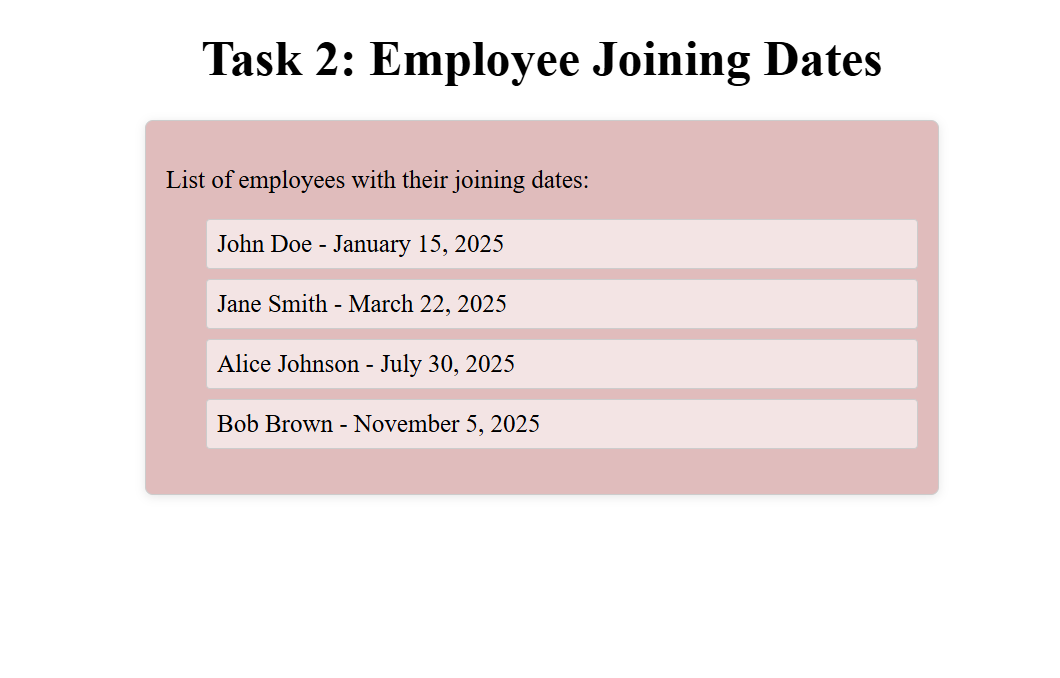 Task 2: Employee Joining Dates
List of employees with their joining dates:
John Doe - January 15, 2025
Jane Smith - March 22, 2025
Alice Johnson - July 30, 2025
Bob Brown - November 5, 2025